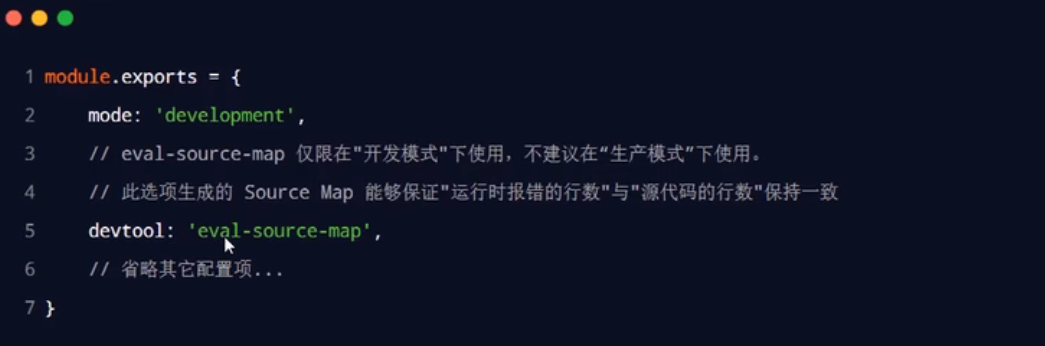 1 module.exports = {
2 mode: 'development',
3 // eval-source-map 仅限在"开发模式"下使用，不建议在“生产模式”下使用。
4 // 此选项生成的 Source Map 能够保证"运行时报错的行数"与"源代码的行数"保持一致
5 devtool: 'eval-source-map',
6 // 省略其它配置项...
7 }